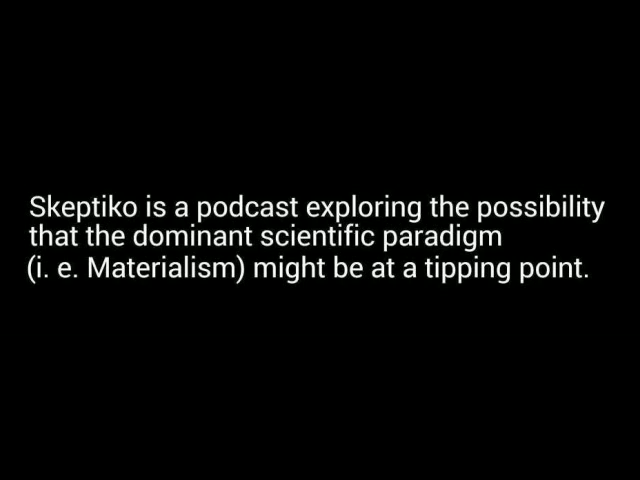 Skeptiko is a podcast exploring the possibility
that the dominant scientific paradigm
(i. e. Materialism) might be at a tipping point.